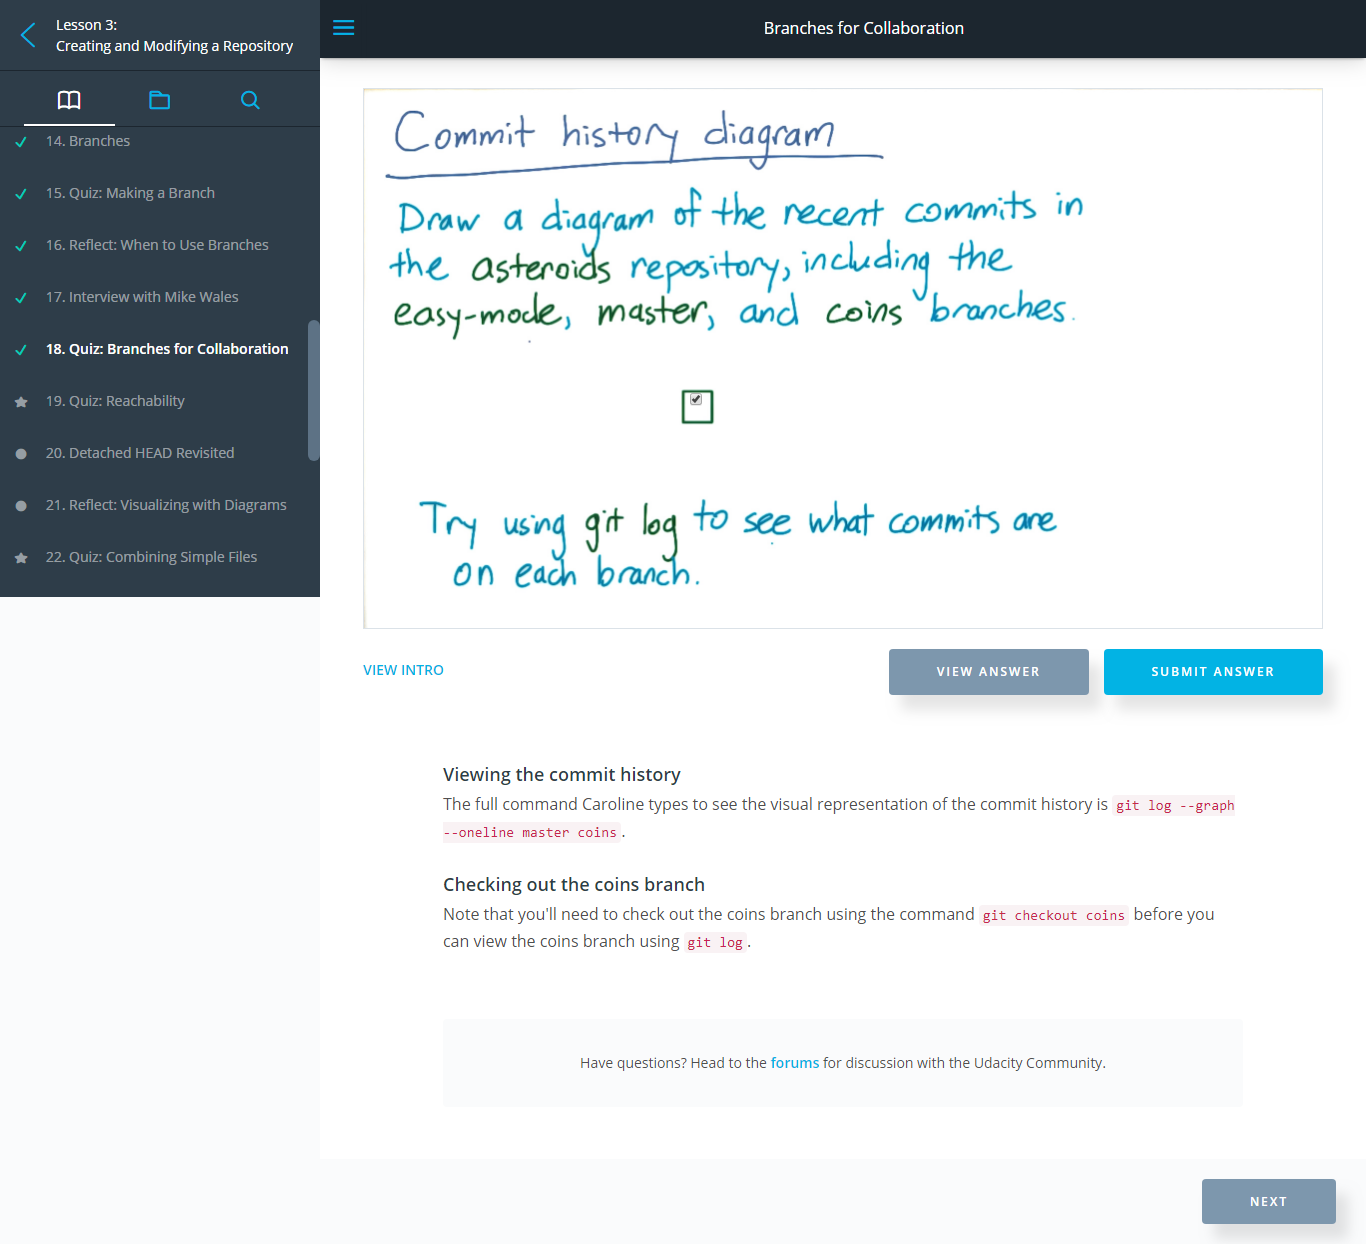 Lesson 3:
Creating and Modifying a Repository
Branches for Collaboration
14. Branches
15. Quiz: Making a Branch
16. Reflect: When to Use Branches
17. Interview with Mike Wales
18. Quiz: Branches for Collaboration
19. Quiz: Reachability
20. Detached HEAD Revisited
21. Reflect: Visualizing with Diagrams
22. Quiz: Combining Simple Files
Commit history diagram
Draw a diagram of the recent commits in
the asteroids repository, including the
easy-mode, master, and coins branches.
Try using git log to see what commits are
on each branch.
VIEW INTRO
VIEW ANSWER
SUBMIT ANSWER
Viewing the commit history
The full command Caroline types to see the visual representation of the commit history is git log --graph
--oneline master coins.
Checking out the coins branch
Note that you'll need to check out the coins branch using the command git checkout coins before you
can view the coins branch using git log.
Have questions? Head to the forums for discussion with the Udacity Community.
NEXT